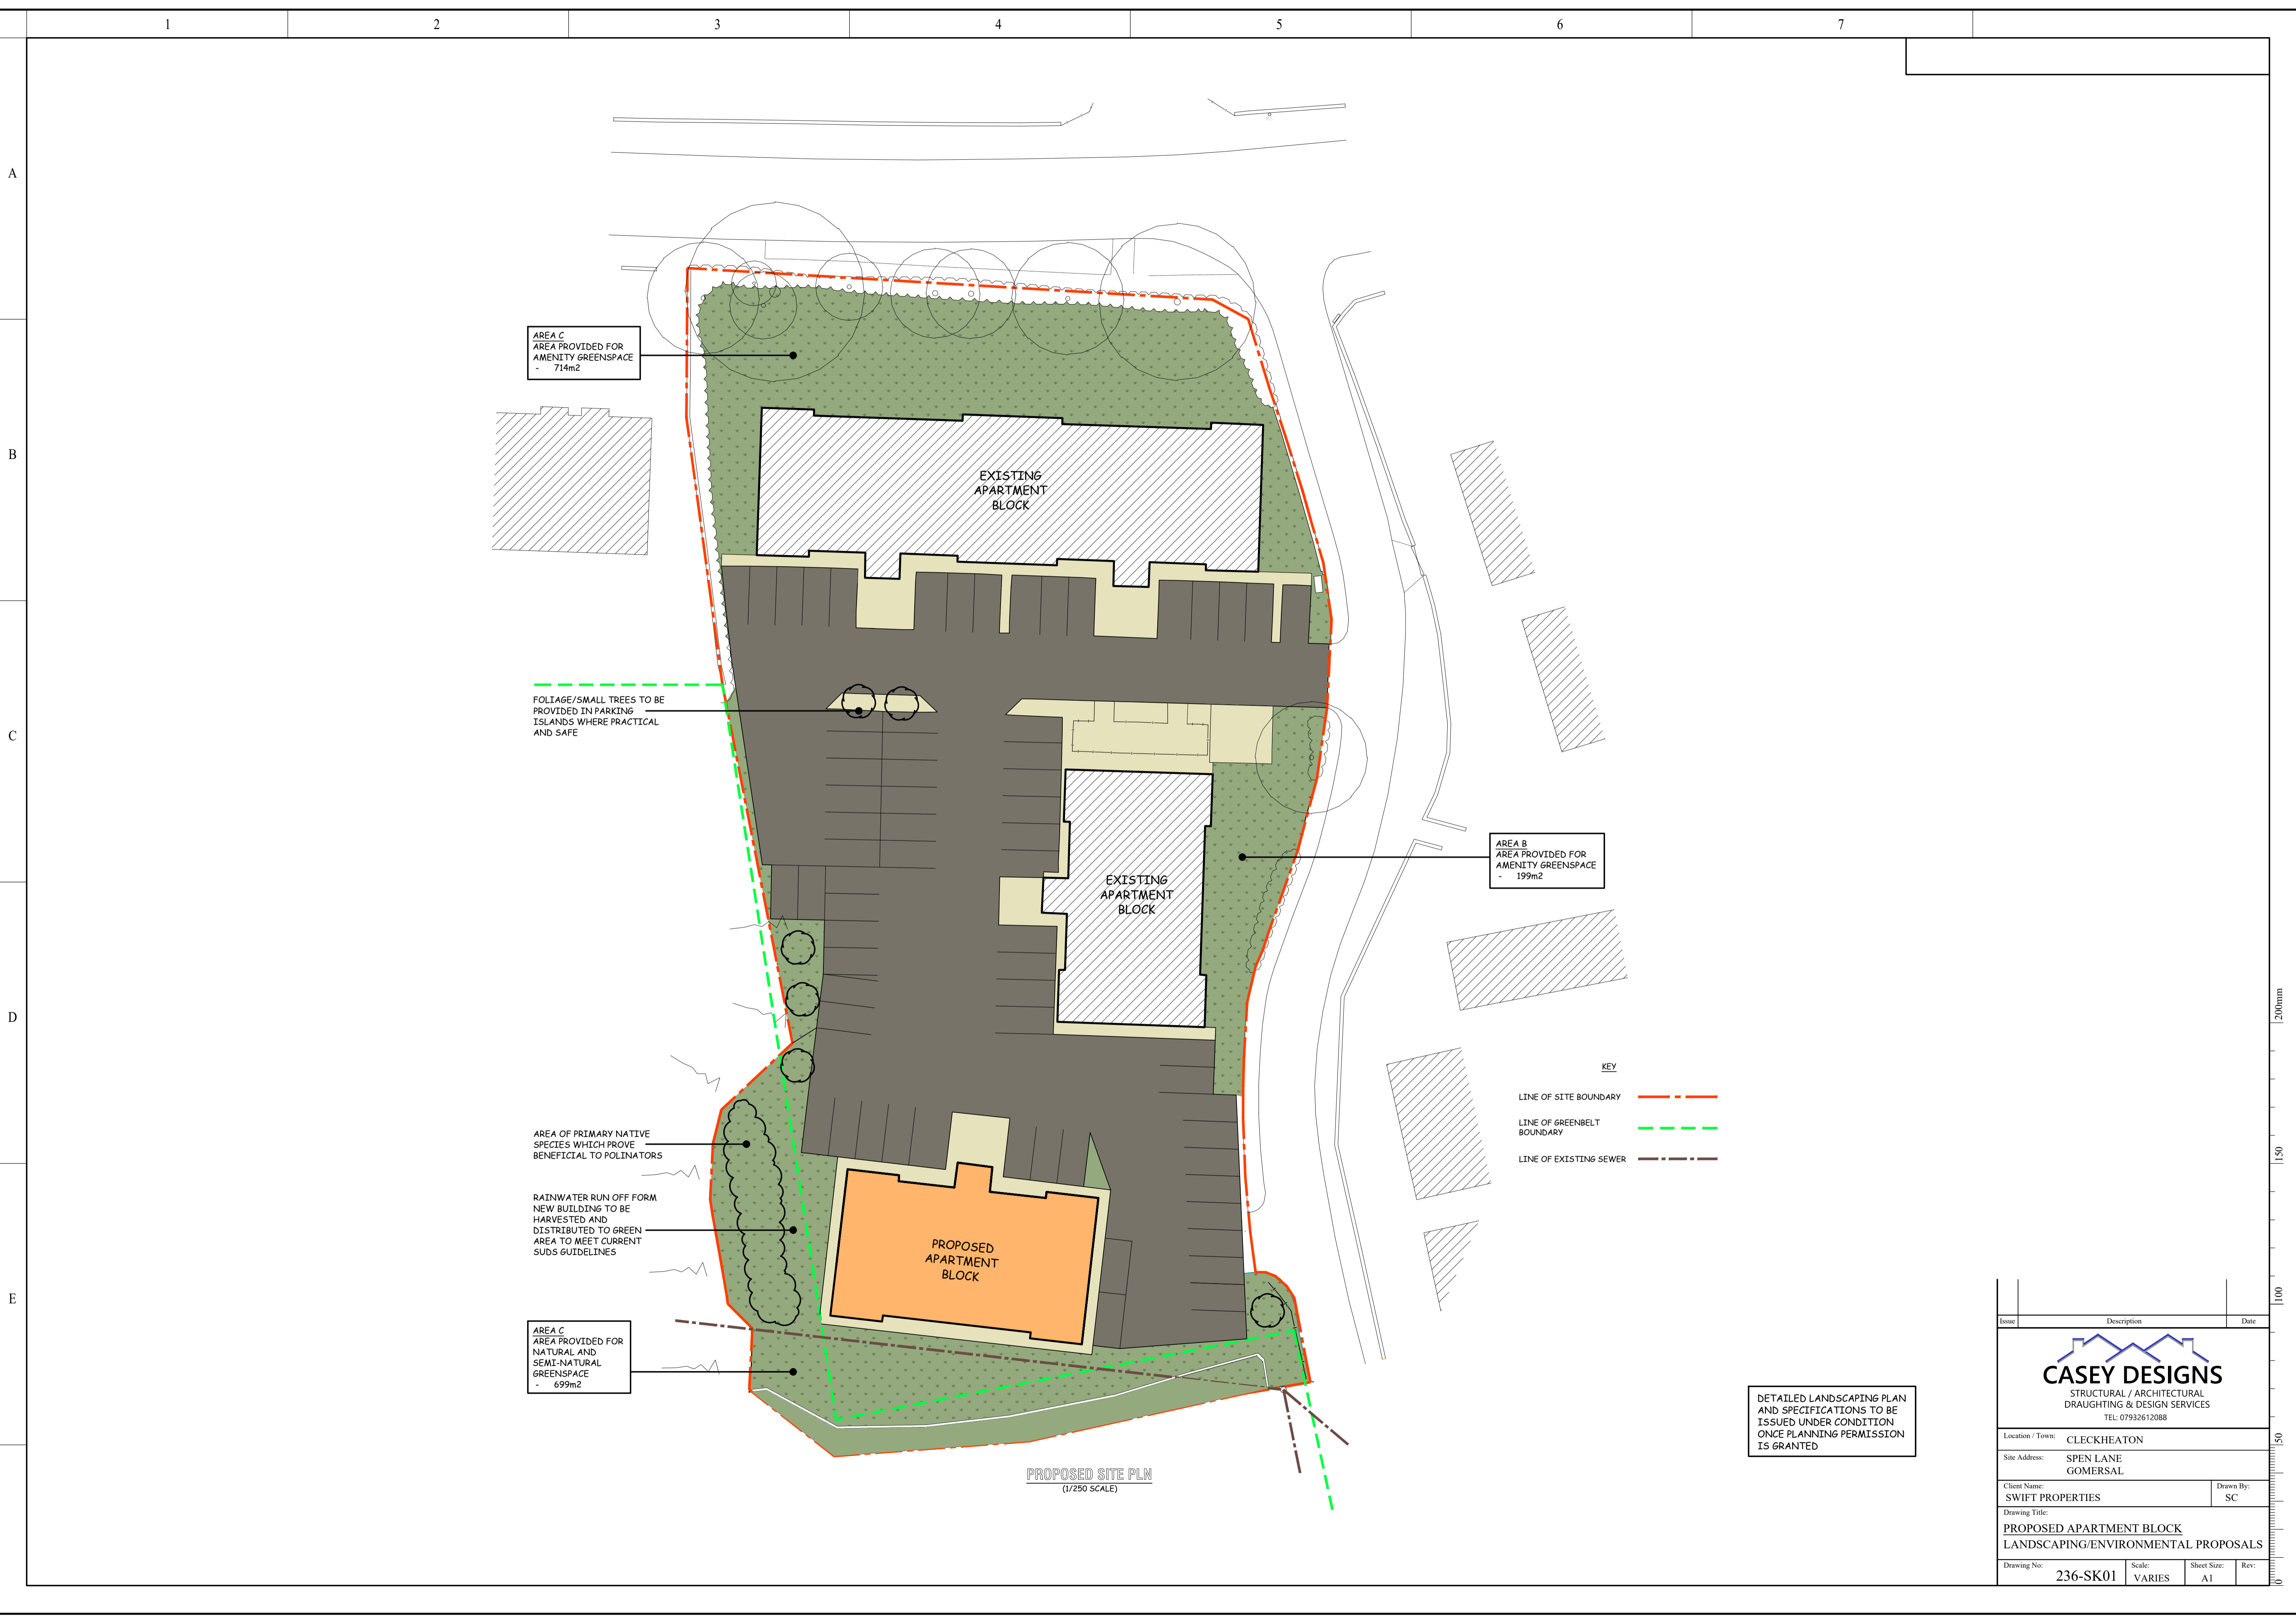 1
2
3
4
5
6
7
A
B
C
D
E
AREA C
AREA PROVIDED FOR
AMENITY GREENSPACE
- 714m2
EXISTING
APARTMENT
BLOCK
FOLIAGE/SMALL TREES TO BE
PROVIDED IN PARKING
ISLANDS WHERE PRACTICAL
AND SAFE
AREA B
AREA PROVIDED FOR
AMENITY GREENSPACE
- 199m2
EXISTING
APARTMENT
BLOCK
KEY
LINE OF SITE BOUNDARY
LINE OF GREENBELT
BOUNDARY
LINE OF EXISTING SEWER
AREA OF PRIMARY NATIVE
SPECIES WHICH PROVE
BENEFICIAL TO POLINATORS
RAINWATER RUN OFF FORM
NEW BUILDING TO BE
HARVESTED AND
DISTRIBUTED TO GREEN
AREA TO MEET CURRENT
SUDS GUIDELINES
PROPOSED
APARTMENT
BLOCK
AREA C
AREA PROVIDED FOR
NATURAL AND
SEMI-NATURAL
GREENSPACE
- 699m2
PROPOSED SITE PLN
(1/250 SCALE)
DETAILED LANDSCAPING PLAN
AND SPECIFICATIONS TO BE
ISSUED UNDER CONDITION
ONCE PLANNING PERMISSION
IS GRANTED
Issue Description Date
CASEY DESIGNS
STRUCTURAL / ARCHITECTURAL
DRAUGHTING & DESIGN SERVICES
TEL: 07932612088
Location / Town: CLECKHEATON
Site Address: SPEN LANE
GOMERSAL
Client Name: Drawn By:
SWIFT PROPERTIES SC
Drawing Title:
PROPOSED APARTMENT BLOCK
LANDSCAPING/ENVIRONMENTAL PROPOSALS
Drawing No: Scale: Sheet Size: Rev:
236-SK01 VARIES A1
0
50
100
150
200mm